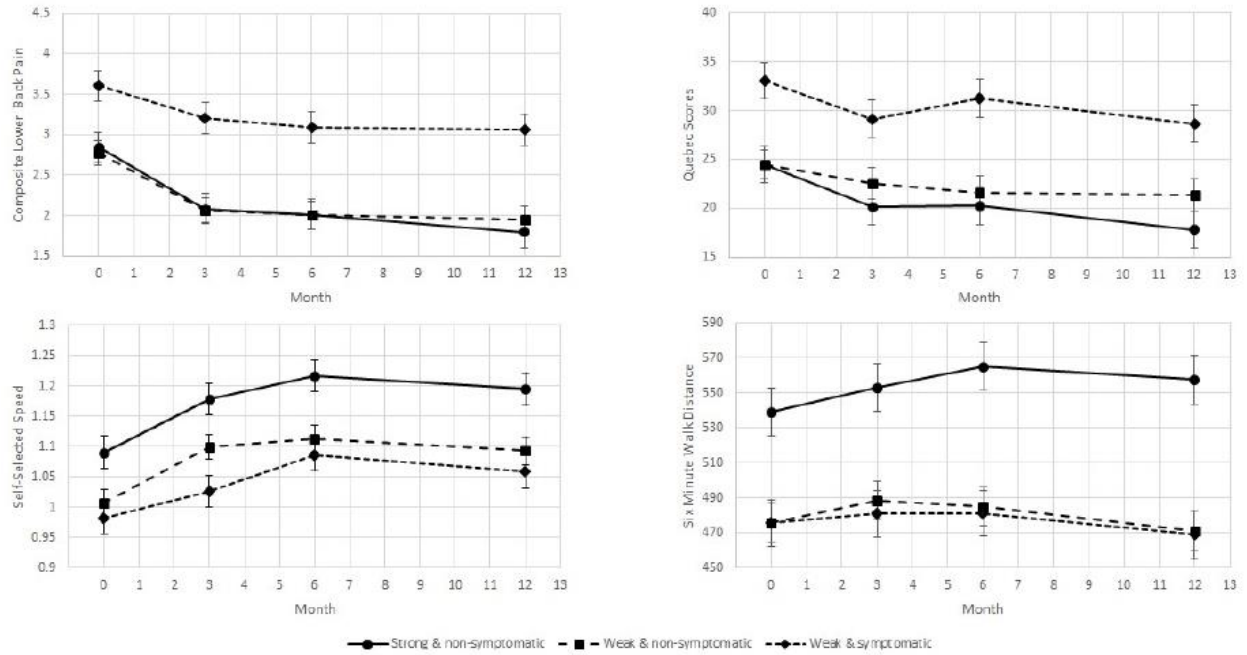 4.5
4
3.5
3
2.5
2
1.5
Composite Lower Back Pain
0 1 2 3 4 5 6 7 8 9 10 11 12 13
Month
40
35
30
25
20
15
Quebec Scores
0 1 2 3 4 5 6 7 8 9 10 11 12 13
Month
1.3
1.25
1.2
1.15
1.1
1.05
1
0.95
0.9
Self-Selected Speed
0 1 2 3 4 5 6 7 8 9 10 11 12 13
Month
590
570
550
530
510
490
470
450
Six Minute Walk Distance
0 1 2 3 4 5 6 7 8 9 10 11 12 13
Month
Strong & non-symptomatic Weak & non-symptomatic Weak & symptomatic